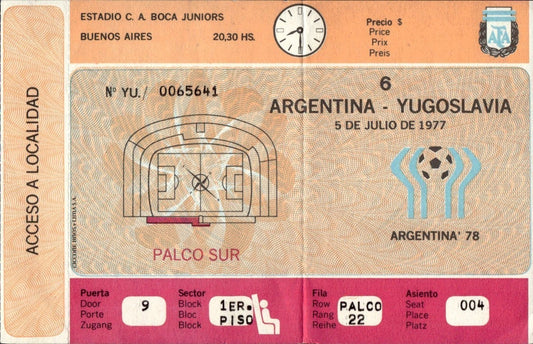 ESTADIO C. A. BOCA JUNIORS
BUENOS AIRES 20,30 HS.
Precio $
Price
Prix
Preis
AFA
ACCESO A LOCALIDAD
Nº YU./ 0065641
6
ARGENTINA - YUGOSLAVIA
5 DE JULIO DE 1977
ARGENTINA' 78
PALCO SUR
Puerta
Door
Porte
Zugang
9
Sector
Block
Bloc
Block
1ER.
PISO
Fila
Row
Rang
Reihe
PALCO
22
Asiento
Seat
Place
Platz
004